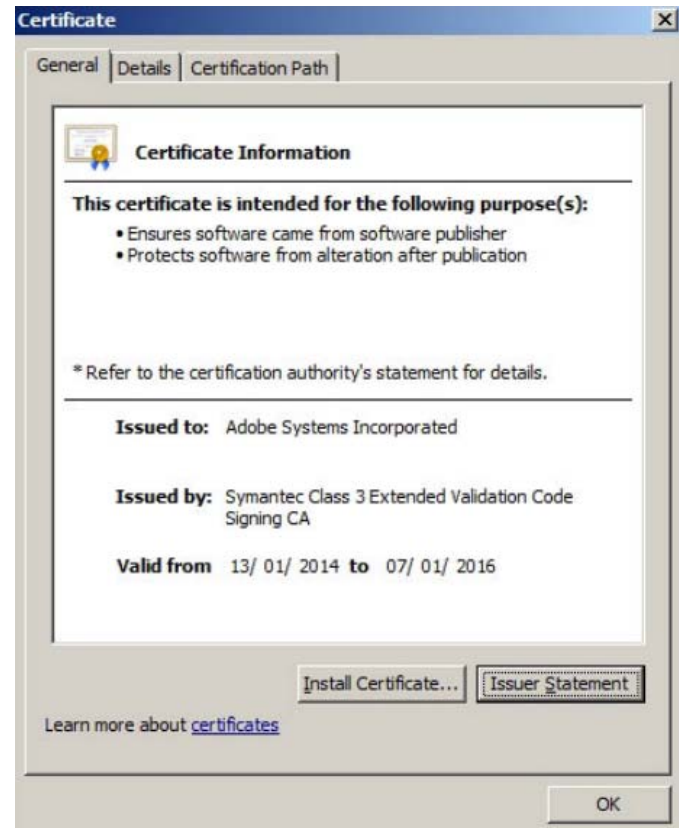 Certificate
General
Details
Certification Path
Certificate Information
This certificate is intended for the following purpose(s):
• Ensures software came from software publisher
• Protects software from alteration after publication
* Refer to the certification authority's statement for details.
Issued to: Adobe Systems Incorporated
Issued by: Symantec Class 3 Extended Validation Code
Signing CA
Valid from 13/ 01/ 2014 to 07/ 01/ 2016
Install Certificate...
Issuer Statement
Learn more about certificates
OK